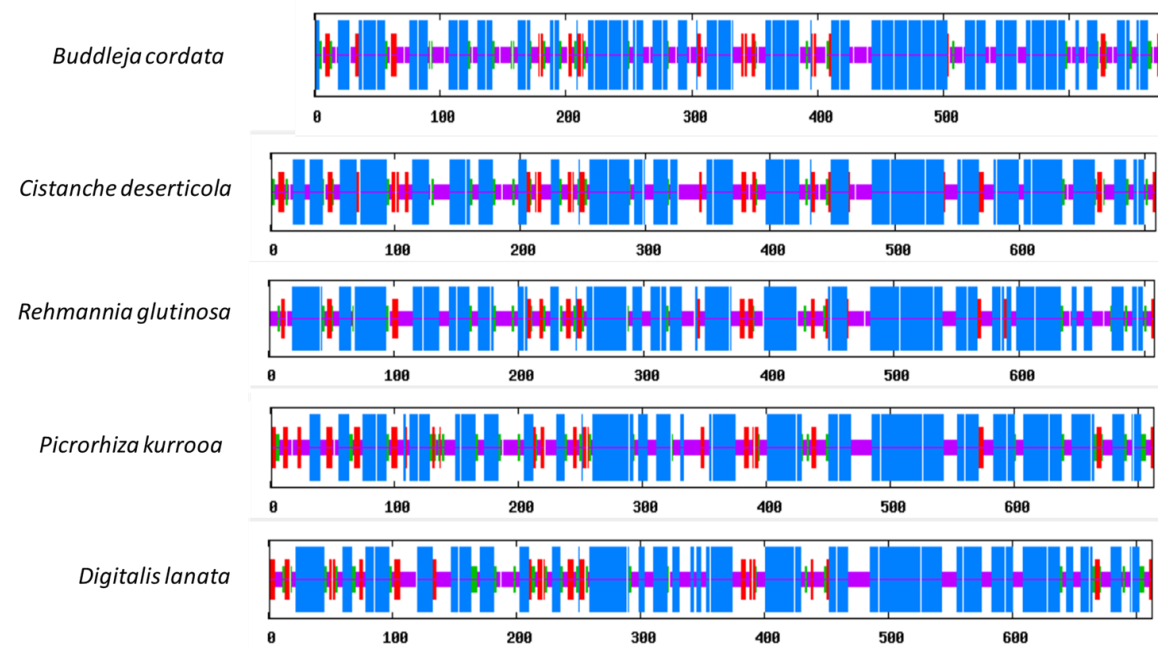 Buddleja cordata
0 100 200 300 400 500
Cistanche deserticola
0 100 200 300 400 500 600
Rehmannia glutinosa
0 100 200 300 400 500 600
Picrorhiza kurrooa
0 100 200 300 400 500 600
Digitalis lanata
0 100 200 300 400 500 600